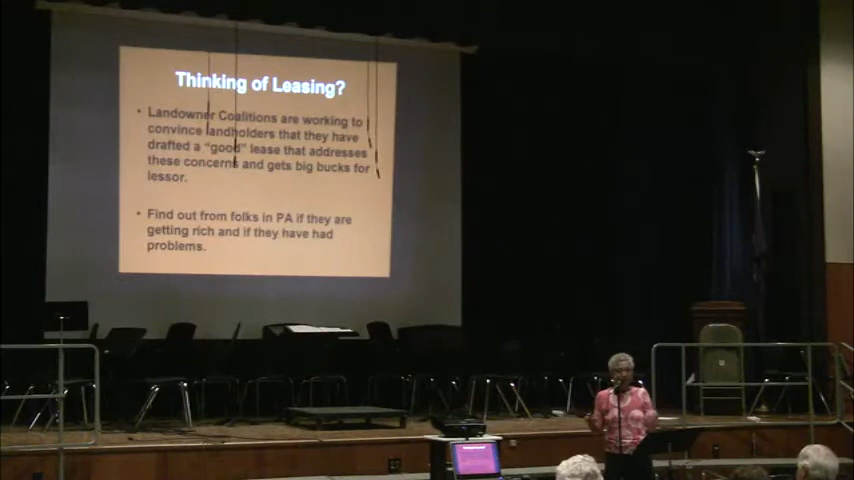 Thinking of Leasing?
• Landowner Coalitions are working to
convince landholders that they have
drafted a "good" lease that addresses
these concerns and gets big bucks for
lessor.
• Find out from folks in PA if they are
getting rich and if they have had
problems.